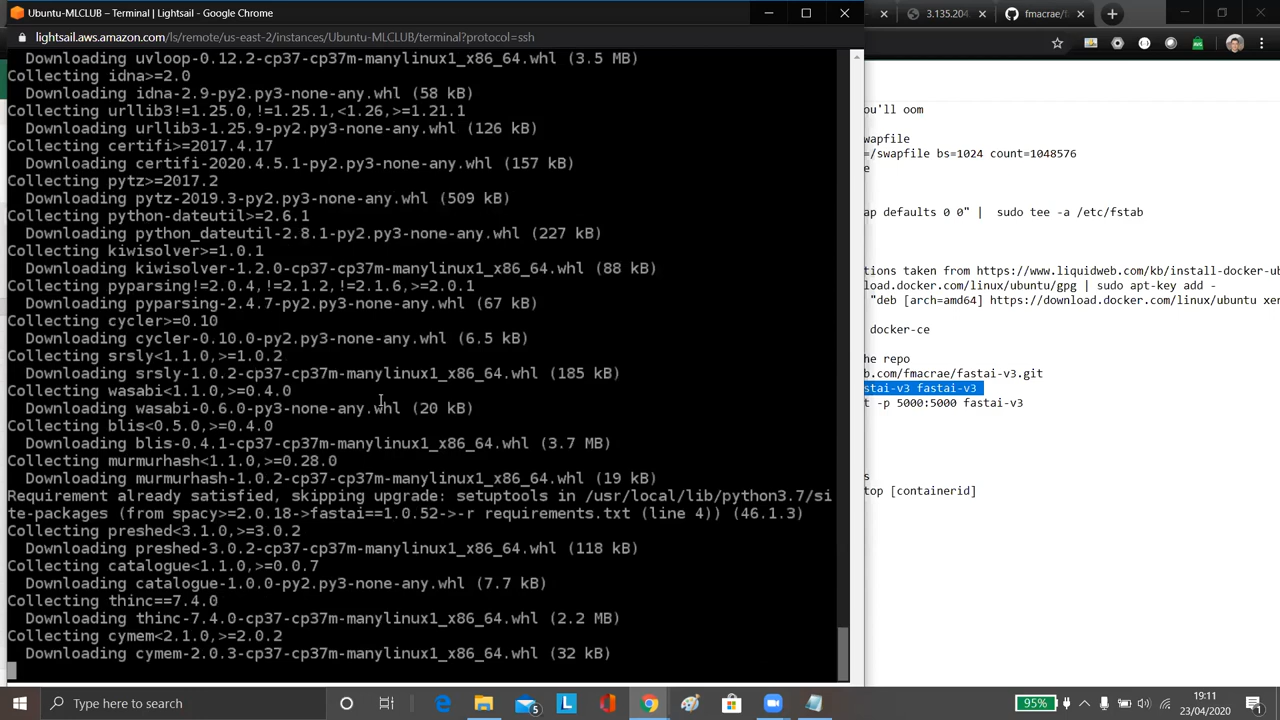 Ubuntu-MLCLUB – Terminal | Lightsail - Google Chrome
lightsail.aws.amazon.com/ls/remote/us-east-2/instances/Ubuntu-MLCLUB/terminal?protocol=ssh
Downloading uvloop-0.12.2-cp37-cp37m-manylinux1_x86_64.whl (3.5 MB)
Collecting idna>=2.0
Downloading idna-2.9-py2.py3-none-any.whl (58 kB)
Collecting urllib3!=1.25.0,!=1.25.1,<1.26,>=1.21.1
Downloading urllib3-1.25.9-py2.py3-none-any.whl (126 kB)
Collecting certifi>=2017.4.17
Downloading certifi-2020.4.5.1-py2.py3-none-any.whl (157 kB)
Collecting pytz>=2017.2
Downloading pytz-2019.3-py2.py3-none-any.whl (509 kB)
Collecting python-dateutil>=2.6.1
Downloading python_dateutil-2.8.1-py2.py3-none-any.whl (227 kB)
Collecting kiwisolver>=1.0.1
Downloading kiwisolver-1.2.0-cp37-cp37m-manylinux1_x86_64.whl (88 kB)
Collecting pyparsing!=2.0.4,!=2.1.2,!=2.1.6,>=2.0.1
Downloading pyparsing-2.4.7-py2.py3-none-any.whl (67 kB)
Collecting cycler>=0.10
Downloading cycler-0.10.0-py2.py3-none-any.whl (6.5 kB)
Collecting srsly<1.1.0,>=1.0.2
Downloading srsly-1.0.2-cp37-cp37m-manylinux1_x86_64.whl (185 kB)
Collecting wasabi<1.1.0,>=0.4.0
Downloading wasabi-0.6.0-py3-none-any.whl (20 kB)
Collecting blis<0.5.0,>=0.4.0
Downloading blis-0.4.1-cp37-cp37m-manylinux1_x86_64.whl (3.7 MB)
Collecting murmurhash<1.1.0,>=0.28.0
Downloading murmurhash-1.0.2-cp37-cp37m-manylinux1_x86_64.whl (19 kB)
Requirement already satisfied, skipping upgrade: setuptools in /usr/local/lib/python3.7/si
te-packages (from spacy>=2.0.18->fastai==1.0.52->-r requirements.txt (line 4)) (46.1.3)
Collecting preshed<3.1.0,>=3.0.2
Downloading preshed-3.0.2-cp37-cp37m-manylinux1_x86_64.whl (118 kB)
Collecting catalogue<1.1.0,>=0.0.7
Downloading catalogue-1.0.0-py2.py3-none-any.whl (7.7 kB)
Collecting thinc==7.4.0
Downloading thinc-7.4.0-cp37-cp37m-manylinux1_x86_64.whl (2.2 MB)
Collecting cymem<2.1.0,>=2.0.2
Downloading cymem-2.0.3-cp37-cp37m-manylinux1_x86_64.whl (32 kB)
3.135.204
fmacrae/f
ou'll oom
wapfile
=/swapfile bs=1024 count=1048576
e
ap defaults 0 0" | sudo tee -a /etc/fstab
tions taken from https://www.liquidweb.com/kb/install-docker-ub
load.docker.com/linux/ubuntu/gpg | sudo apt-key add -
"deb [arch=amd64] https://download.docker.com/linux/ubuntu xen
docker-ce
he repo
b.com/fmacrae/fastai-v3.git
stai-v3 fastai-v3
t -p 5000:5000 fastai-v3
s
top [containerid]
Type here to search
5
95%
19:11
23/04/2020
1